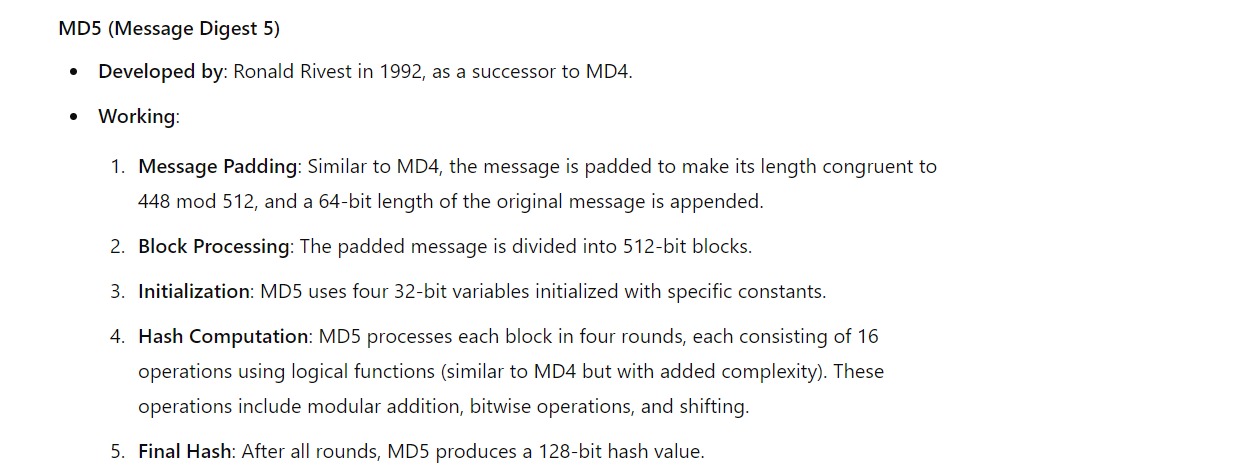 MD5 (Message Digest 5)
• Developed by: Ronald Rivest in 1992, as a successor to MD4.
• Working:
1. Message Padding: Similar to MD4, the message is padded to make its length congruent to
448 mod 512, and a 64-bit length of the original message is appended.
2. Block Processing: The padded message is divided into 512-bit blocks.
3. Initialization: MD5 uses four 32-bit variables initialized with specific constants.
4. Hash Computation: MD5 processes each block in four rounds, each consisting of 16
operations using logical functions (similar to MD4 but with added complexity). These
operations include modular addition, bitwise operations, and shifting.
5. Final Hash: After all rounds, MD5 produces a 128-bit hash value.